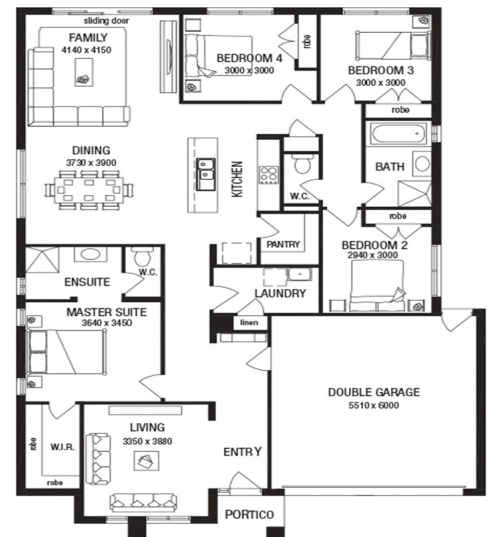 sliding door
FAMILY
4140 x 4150
BEDROOM 4
3000 x 3000
robe
BEDROOM 3
3000 x 3000
robe
DINING
3730 x 3900
KITCHEN
W.C.
BATH
PANTRY
robe
BEDROOM 2
2940 x 3000
ENSUITE
W.C.
LAUNDRY
linen
MASTER SUITE
3640 x 3450
DOUBLE GARAGE
5510 x 6000
robe
W.I.R.
robe
LIVING
3350 x 3880
ENTRY
PORTICO